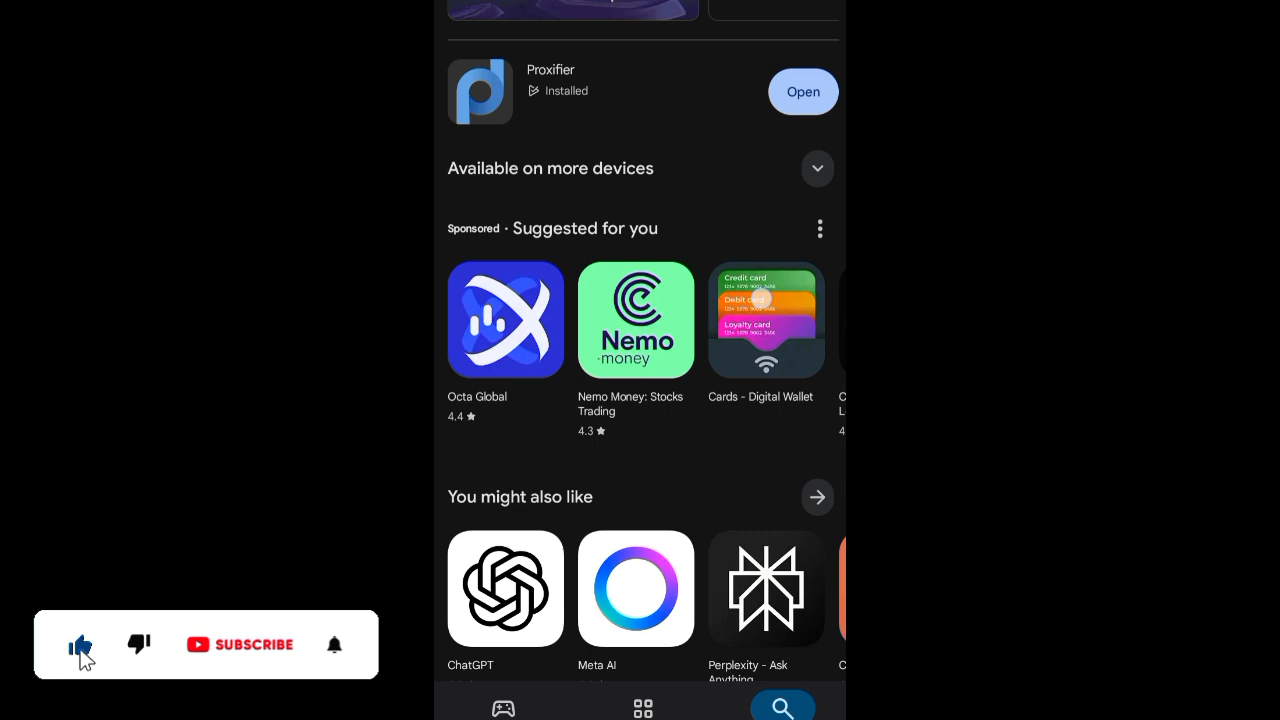 Proxifier
Installed
Open
Available on more devices
Sponsored · Suggested for you
Credit card
Debit card
Loyalty card
Nemo
·money
Octa Global
Nemo Money: Stocks
Trading
Cards - Digital Wallet
4.4 ★
4.3 ★
You might also like
SUBSCRIBE
ChatGPT
Meta AI
Perplexity - Ask
Anything